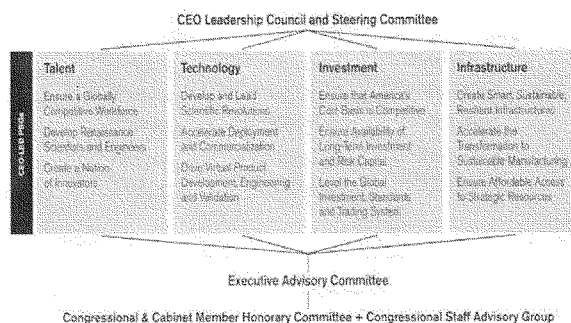 CEO Leadership Council and Steering Committee
CEO LED PEGs
Talent
Ensure a Globally
Competitive Workforce
Develop Renaissance
Scientists and Engineers
Create a Nation
of Innovators
Technology
Develop and Lead
Scientific Revolutions
Accelerate Deployment
and Commercialization
Drive Virtual Product
Development, Engineering
and Validation
Investment
Ensure that America's
Cost Basis is Competitive
Ensure Availability of
Long-Term Investment
and Risk Capital
Level the Global
Investment, Standards
and Trading System
Infrastructure
Create Smart, Sustainable,
Resilient Infrastructures
Accelerate the
Transformation to
Sustainable Manufacturing
Ensure Affordable Access
to Strategic Resources
Executive Advisory Committee
Congressional & Cabinet Member Honorary Committee + Congressional Staff Advisory Group